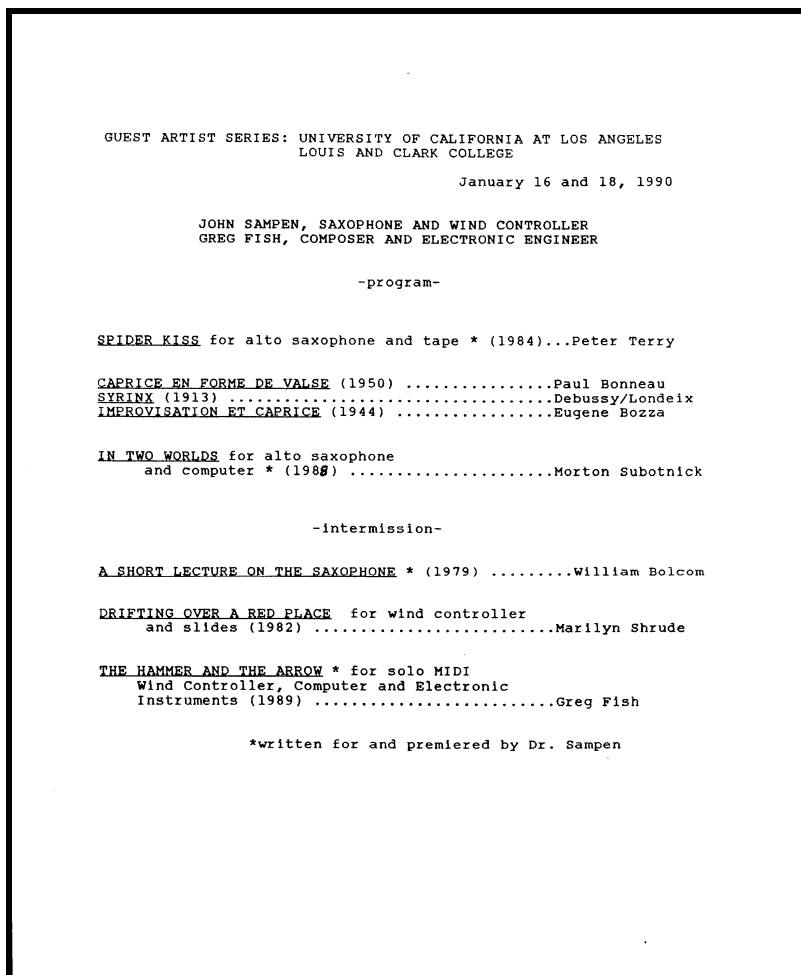 GUEST ARTIST SERIES: UNIVERSITY OF CALIFORNIA AT LOS ANGELES
LOUIS AND CLARK COLLEGE
January 16 and 18, 1990
JOHN SAMPEN, SAXOPHONE AND WIND CONTROLLER
GREG FISH, COMPOSER AND ELECTRONIC ENGINEER
-program-
SPIDER KISS for alto saxophone and tape * (1984)...Peter Terry
CAPRICE EN FORME DE VALSE (1950) ................Paul Bonneau
SYRINX (1913) ...................................Debussy/Londeix
IMPROVISATION ET CAPRICE (1944) .................Eugene Bozza
IN TWO WORLDS for alto saxophone
and computer * (1988) ......................Morton Subotnick
-intermission-
A SHORT LECTURE ON THE SAXOPHONE * (1979) .........William Bolcom
DRIFTING OVER A RED PLACE for wind controller
and slides (1982) ..........................Marilyn Shrude
THE HAMMER AND THE ARROW * for solo MIDI
Wind Controller, Computer and Electronic
Instruments (1989) ..........................Greg Fish
*written for and premiered by Dr. Sampen